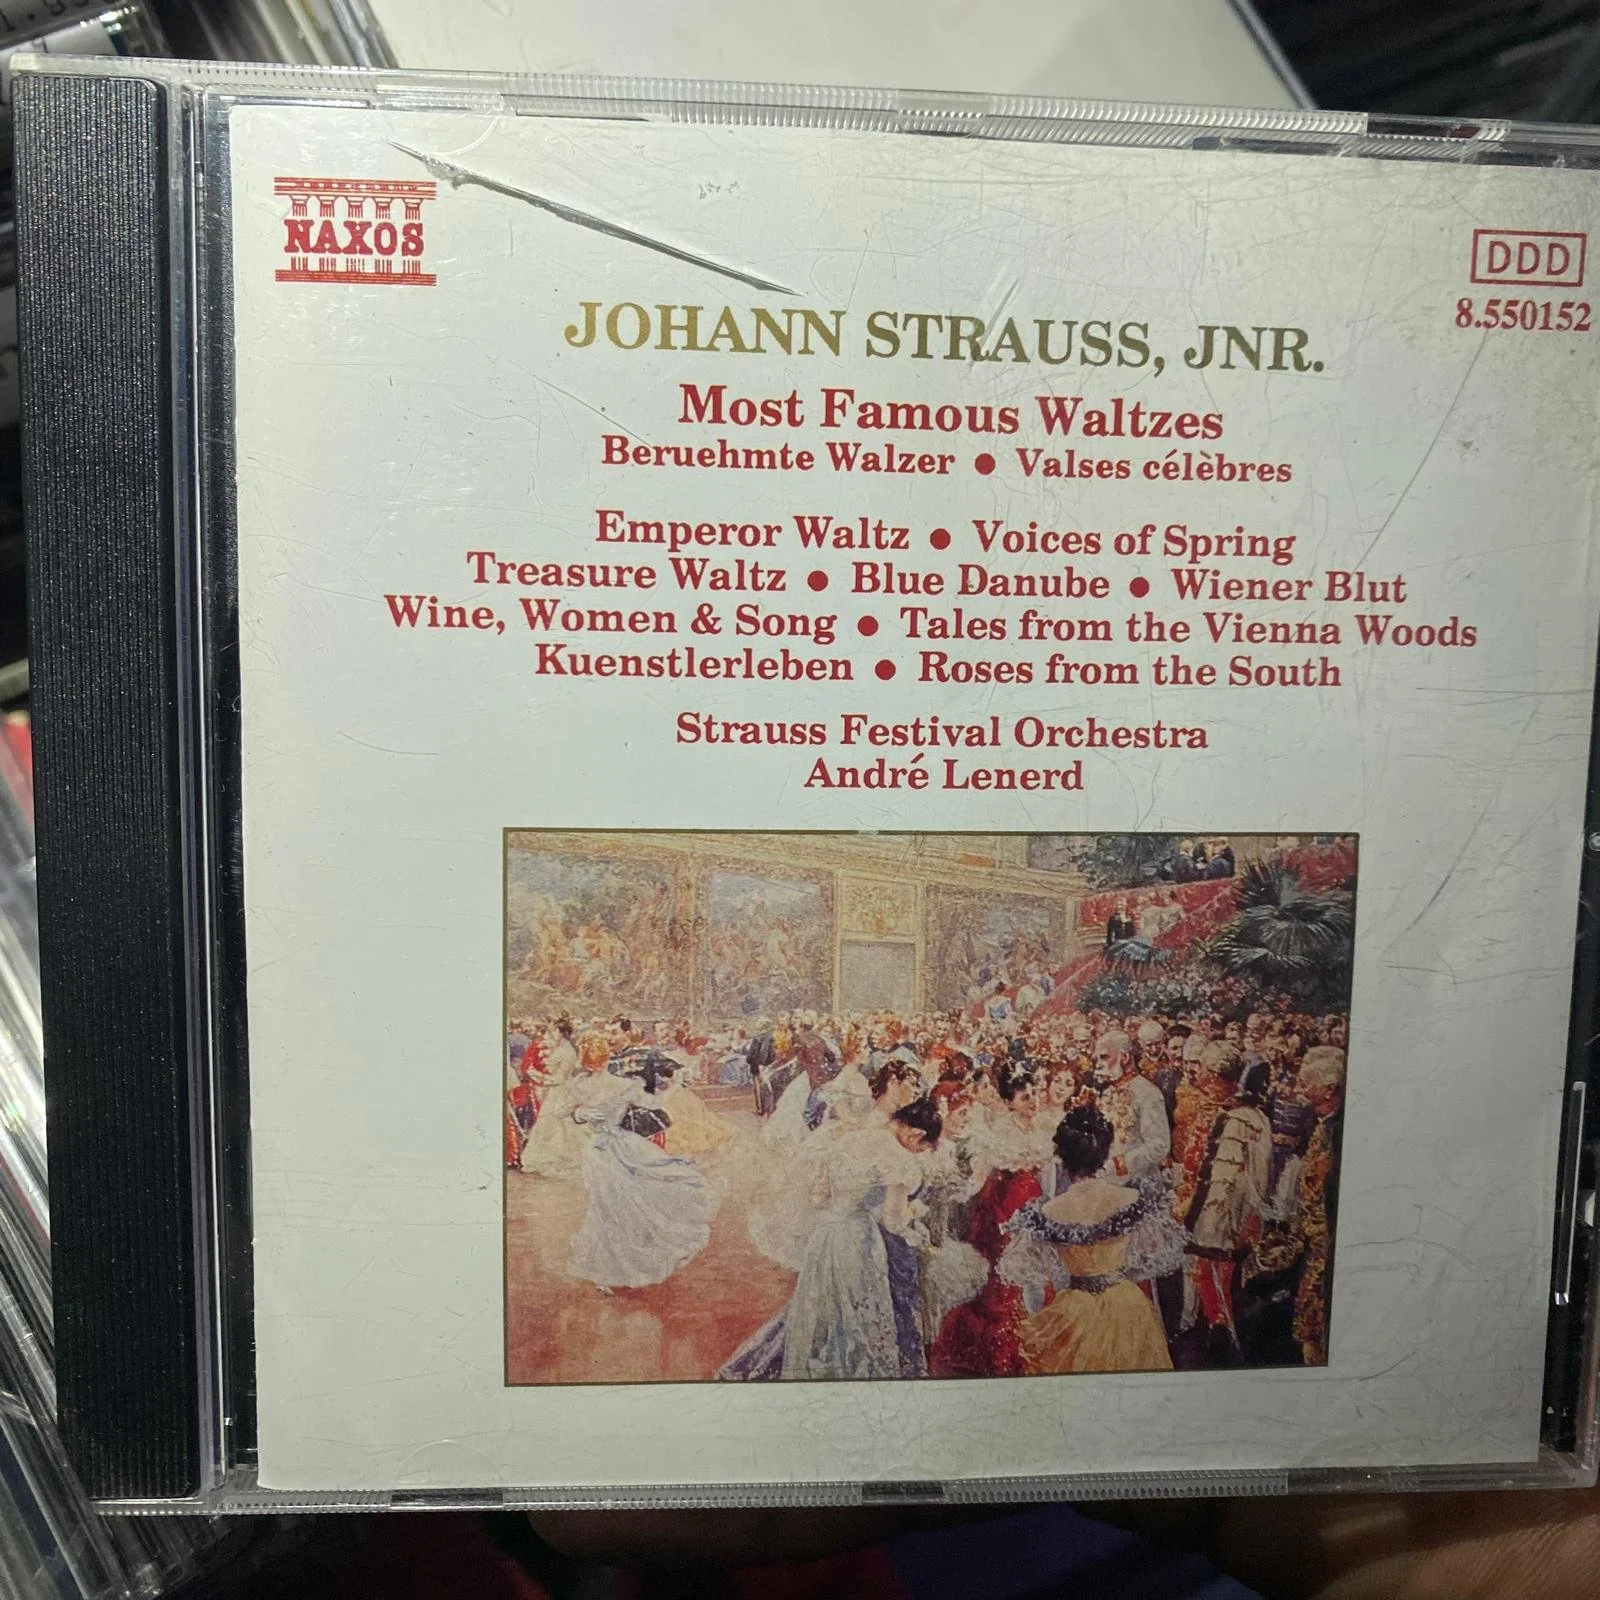 NAXOS
DDD
8.550152
JOHANN STRAUSS, JNR.
Most Famous Waltzes
Beruehmte Walzer ● Valses célèbres
Emperor Waltz ● Voices of Spring
Treasure Waltz ● Blue Danube ● Wiener Blut
Wine, Women & Song ● Tales from the Vienna Woods
Kuenstlerleben ● Roses from the South
Strauss Festival Orchestra
André Lenerd